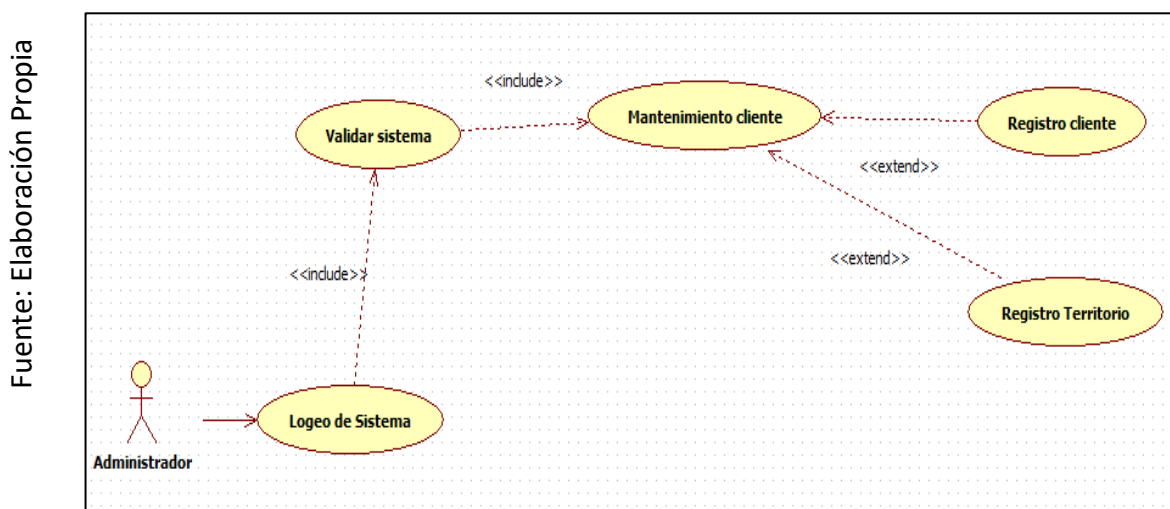 Fuente: Elaboración Propia
<<include>>
Mantenimiento cliente
Validar sistema
Registro cliente
<<extend>>
<<extend>>
<<include>>
Registro Territorio
Logeo de Sistema
Administrador